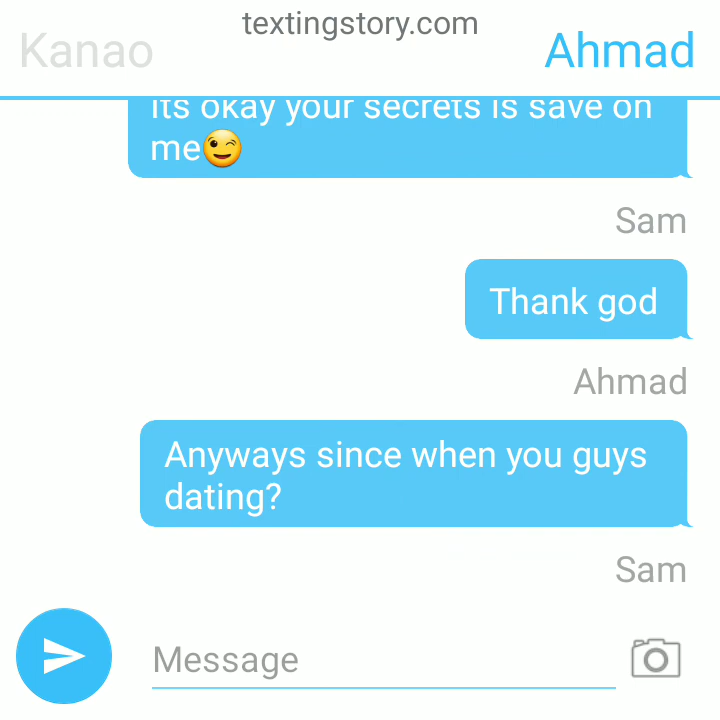 textingstory.com
Kanao
Ahmad
its okay your secrets is save on
me😉
Sam
Thank god
Ahmad
Anyways since when you guys
dating?
Sam
Message